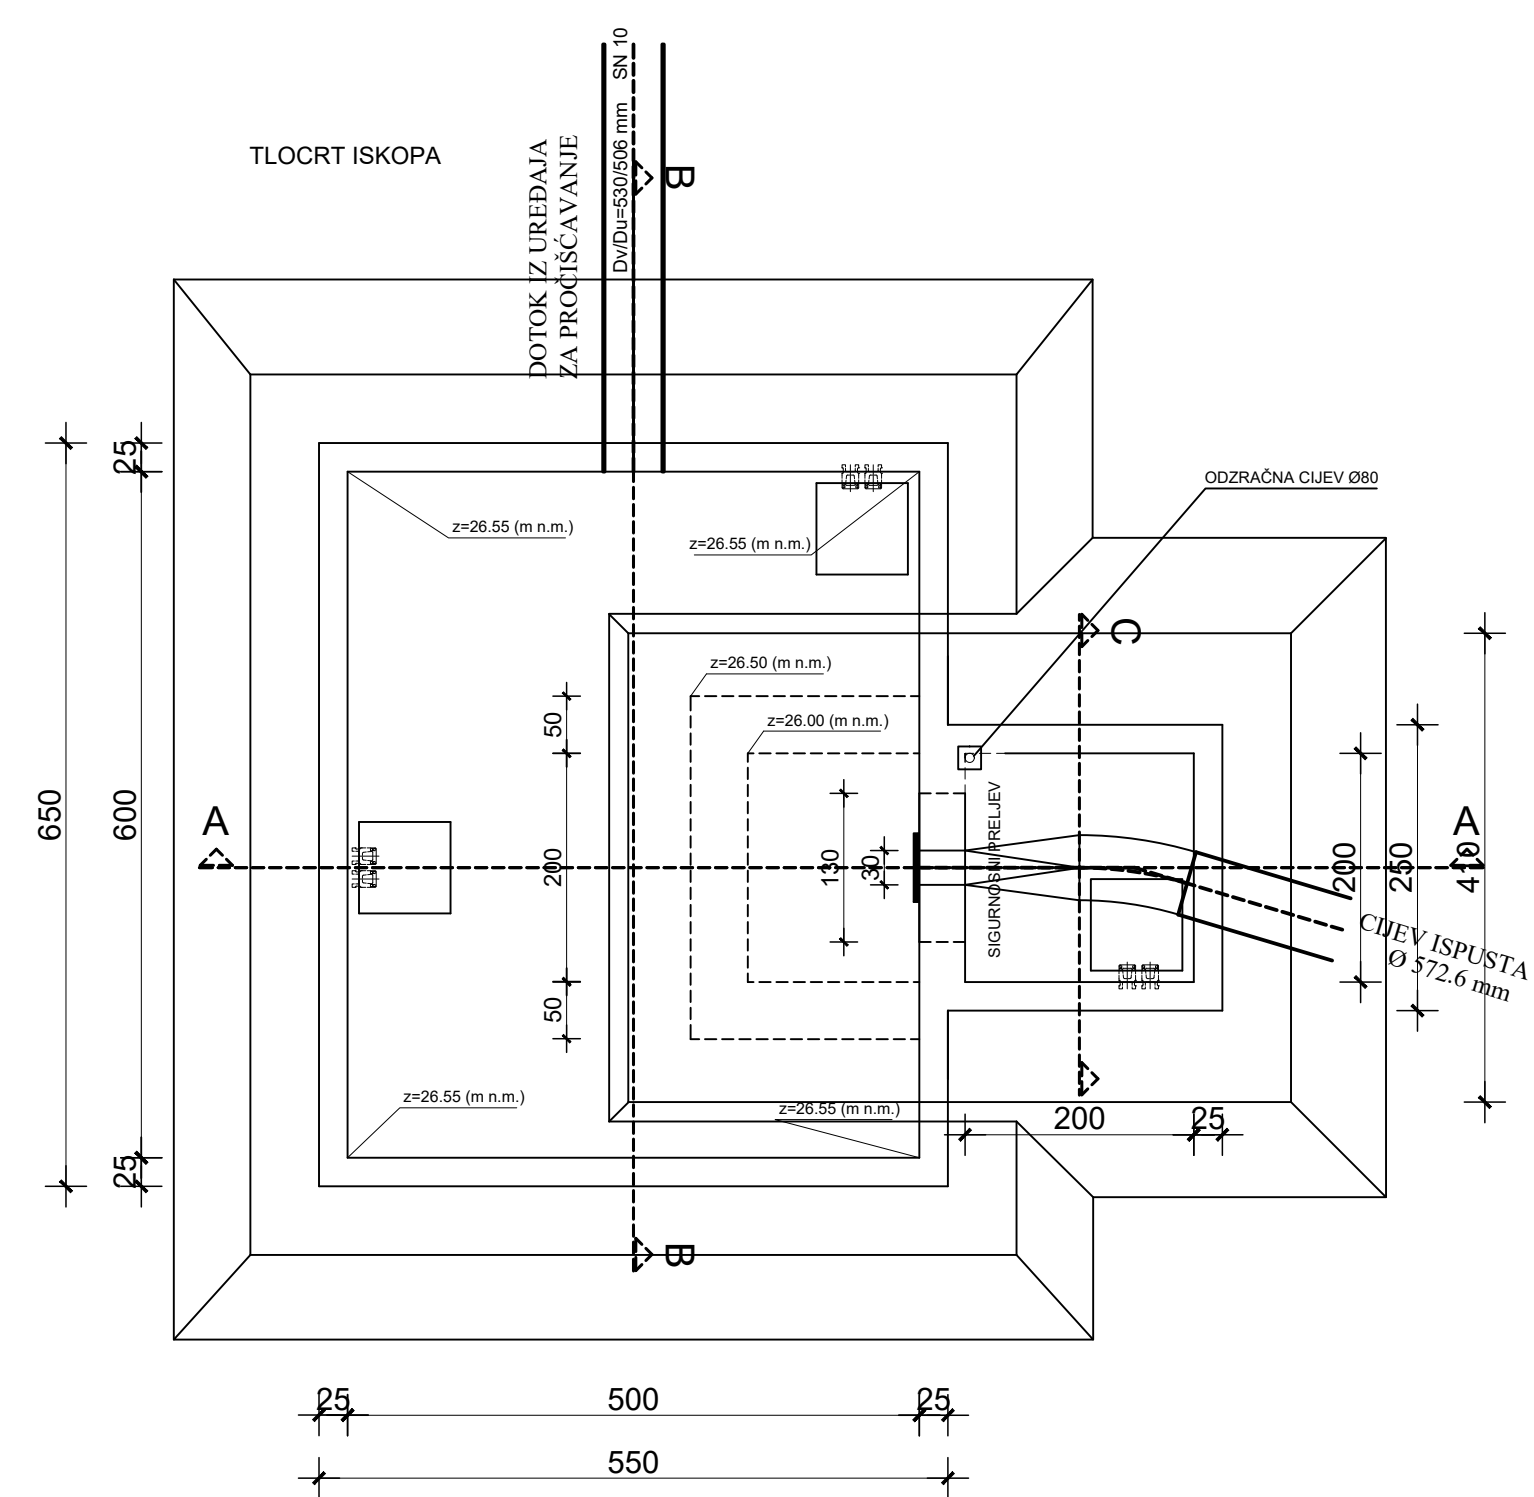 TLOCRT ISKOPA
DOTOK IZ UREĐAJA
ZA PROČIŠĆAVANJE
Dv/Du=530/506 mm SN 10
B
ODZRAČNA CIJEV Ø80
z=26.55 (m n.m.)
z=26.55 (m n.m.)
C
z=26.50 (m n.m.)
z=26.00 (m n.m.)
25
650
600
25
50
200
50
130
30
SIGURNOSNI PRELJEV
A
A
200
250
410
CIJEV ISPUSTA
Ø 572.6 mm
z=26.55 (m n.m.)
z=26.55 (m n.m.)
200
25
B
25
500
25
550